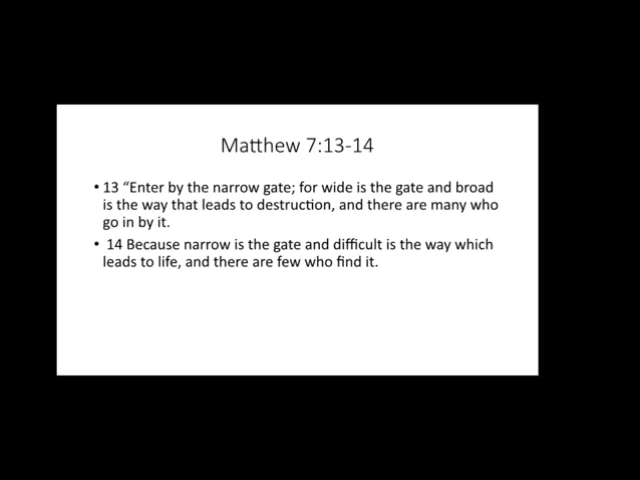 Matthew 7:13-14
• 13 “Enter by the narrow gate; for wide is the gate and broad
is the way that leads to destruction, and there are many who
go in by it.
• 14 Because narrow is the gate and difficult is the way which
leads to life, and there are few who find it.